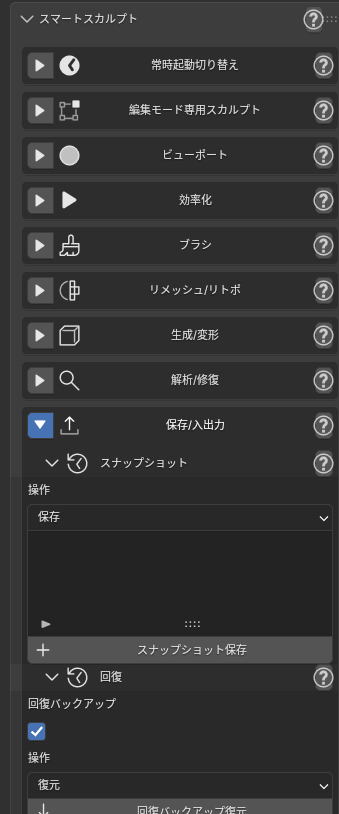 スマートスカルプト
常時起動切り替え
編集モード専用スカルプト
ビューポート
効率化
ブラシ
リメッシュ/リトポ
生成/変形
解析/修復
保存/入出力
スナップショット
操作
保存
スナップショット保存
回復
回復バックアップ
操作
復元
回復バックアップ復元